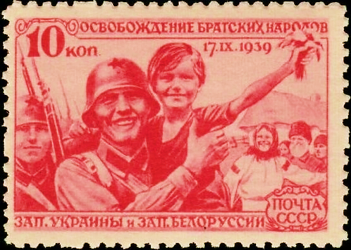 ОСВОБОЖДЕНИЕ БРАТСКИХ НАРОДОВ
10 КОП.
17.IX.1939
ПОЧТА
СССР
ЗАП. УКРАИНЫ и ЗАП. БЕЛОРУССИИ